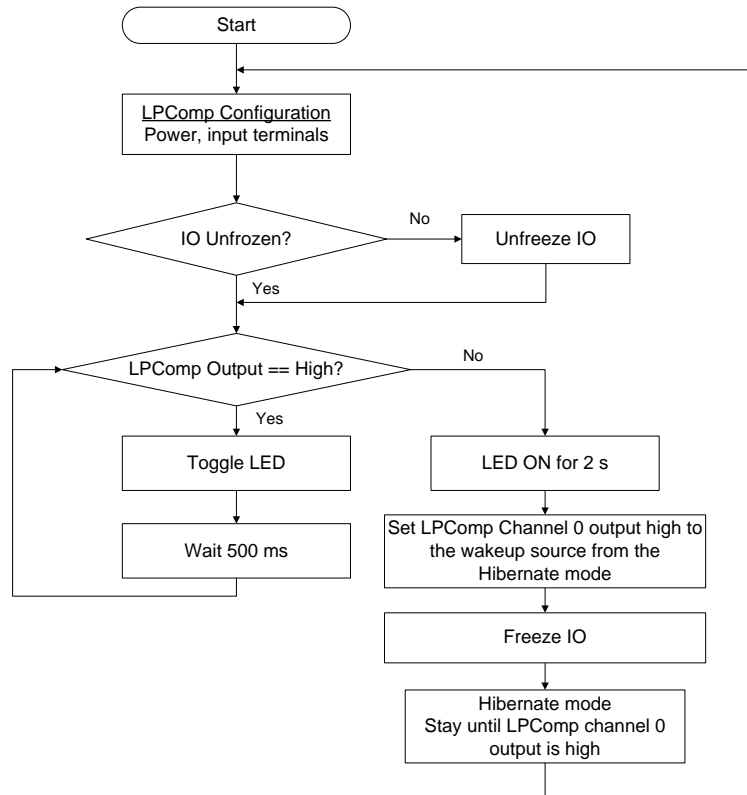 Start
LPComp Configuration
Power, input terminals
IO Unfrozen?
No
Unfreeze IO
Yes
LPComp Output == High?
No
Yes
Toggle LED
LED ON for 2 s
Wait 500 ms
Set LPComp Channel 0 output high to
the wakeup source from the
Hibernate mode
Freeze IO
Hibernate mode
Stay until LPComp channel 0
output is high